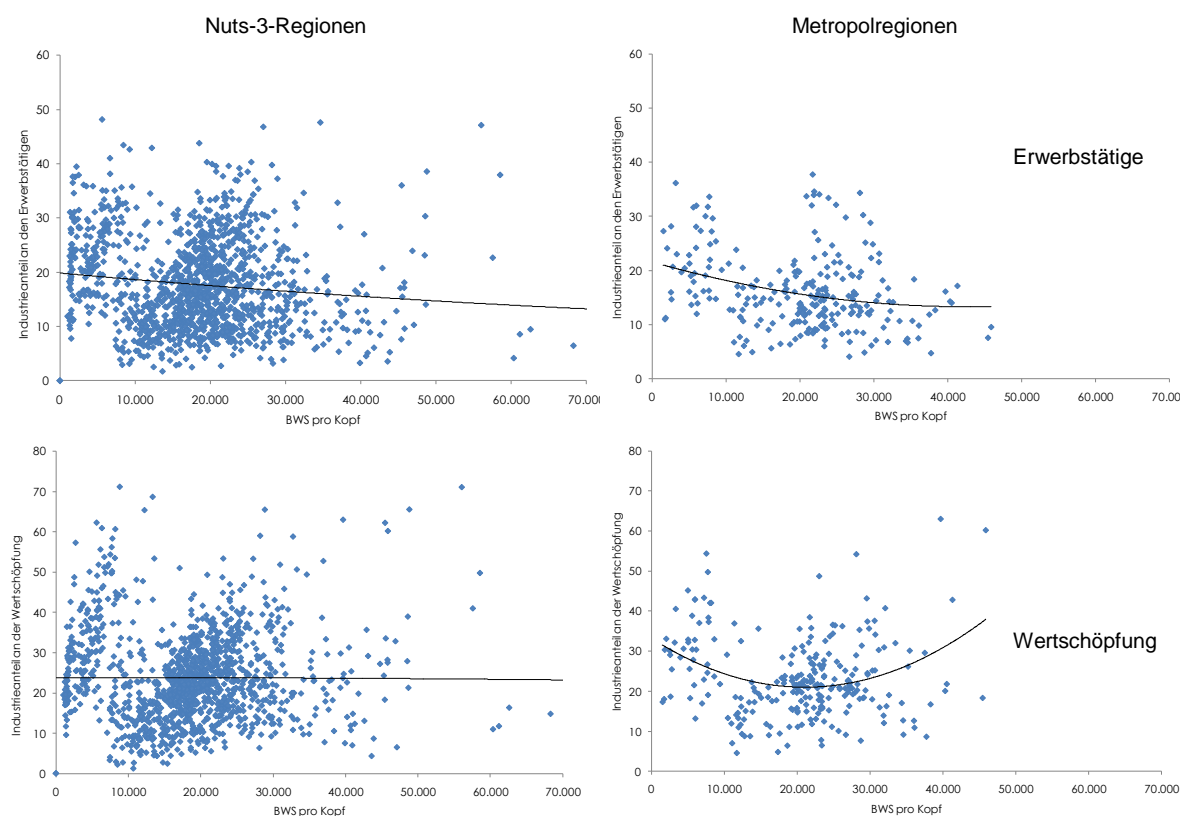 Nuts-3-Regionen
Metropolregionen
Industrieanteil an den Erwerbstätigen
60
50
40
30
20
10
0
0 10.000 20.000 30.000 40.000 50.000 60.000 70.000
BWS pro Kopf
Industrieanteil an den Erwerbstätigen
60
50
40
30
20
10
0
0 10.000 20.000 30.000 40.000 50.000 60.000 70.000
BWS pro Kopf
Erwerbstätige
Industrieanteil an der Wertschöpfung
80
70
60
50
40
30
20
10
0
0 10.000 20.000 30.000 40.000 50.000 60.000 70.000
BWS pro Kopf
Industrieanteil an der Wertschöpfung
80
70
60
50
40
30
20
10
0
0 10.000 20.000 30.000 40.000 50.000 60.000 70.000
BWS pro Kopf
Wertschöpfung